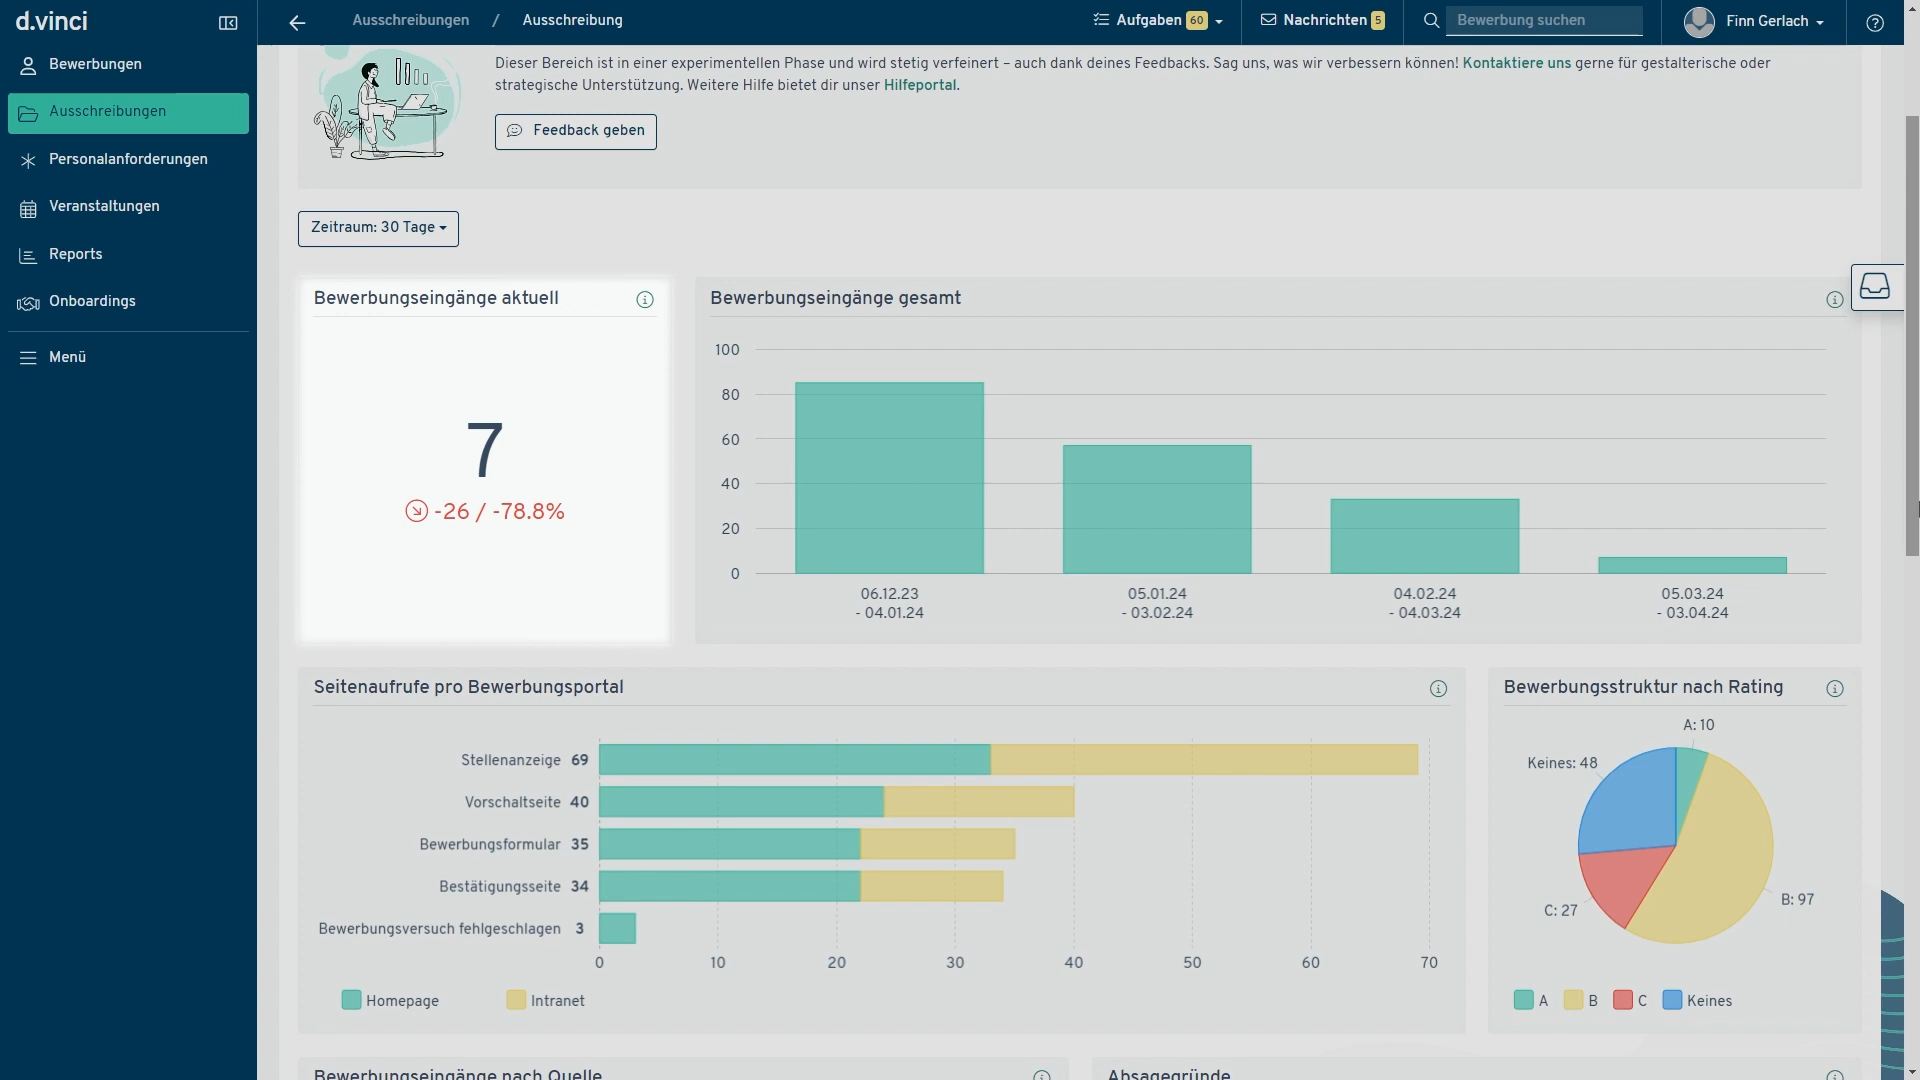 d.vinci
Ausschreibungen / Ausschreibung
Aufgaben 60
Nachrichten 5
Bewerbung suchen
Finn Gerlach
Bewerbungen
Ausschreibungen
Personalanforderungen
Veranstaltungen
Reports
Onboardings
Menü
Dieser Bereich ist in einer experimentellen Phase und wird stetig verfeinert – auch dank deines Feedbacks. Sag uns, was wir verbessern können! Kontaktiere uns gerne für gestalterische oder
strategische Unterstützung. Weitere Hilfe bietet dir unser Hilfeportal.
Feedback geben
Zeitraum: 30 Tage
Bewerbungseingänge aktuell
7
-26 / -78.8%
Bewerbungseingänge gesamt
100
80
60
40
20
0
06.12.23
- 04.01.24
05.01.24
- 03.02.24
04.02.24
- 04.03.24
05.03.24
- 03.04.24
Seitenaufrufe pro Bewerbungsportal
Stellenanzeige 69
Vorschaltseite 40
Bewerbungsformular 35
Bestätigungsseite 34
Bewerbungsversuch fehlgeschlagen 3
0 10 20 30 40 50 60 70
Homepage Intranet
Bewerbungsstruktur nach Rating
A: 10
Keines: 48
B: 97
C: 27
A B C Keines
Bewerbungseingänge nach Quelle
Absagegründe